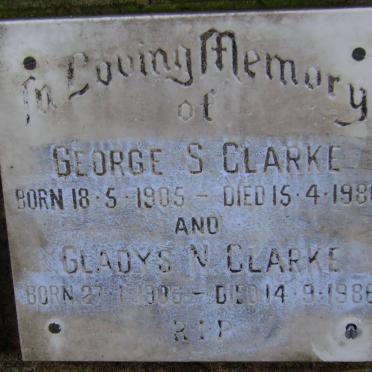 In Loving Memory
of
GEORGE S CLARKE
BORN 18·5·1905 – DIED 15·4·198
AND
GLADYS N CLARKE
BORN 27·1·1906 – DIED 14·9·1986
R.I.P